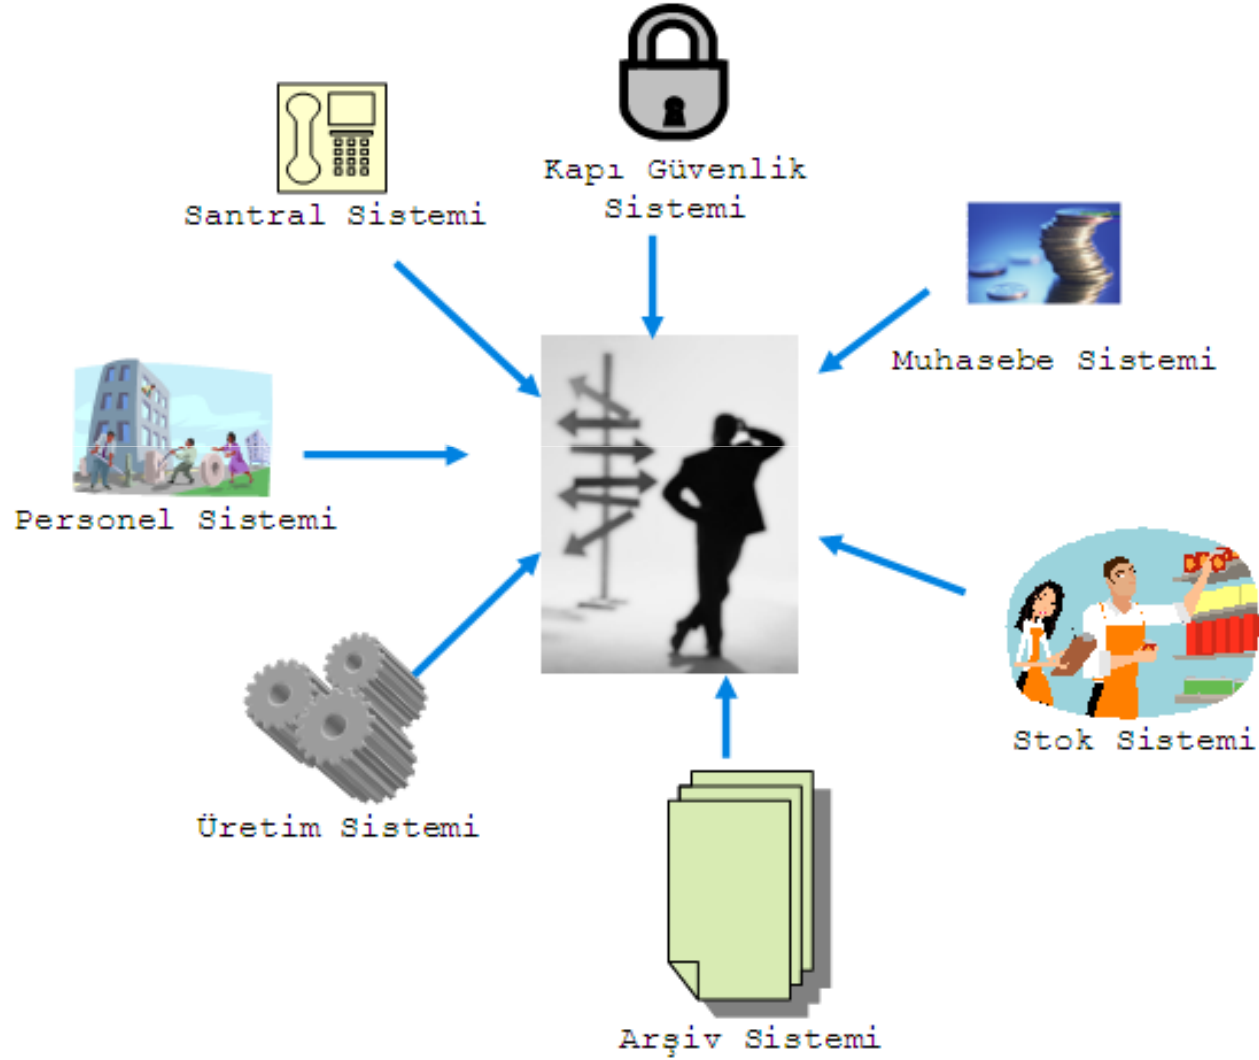 Kapı Güvenlik
Sistemi
Santral Sistemi
Muhasebe Sistemi
Personel Sistemi
Stok Sistemi
Üretim Sistemi
Arşiv Sistemi